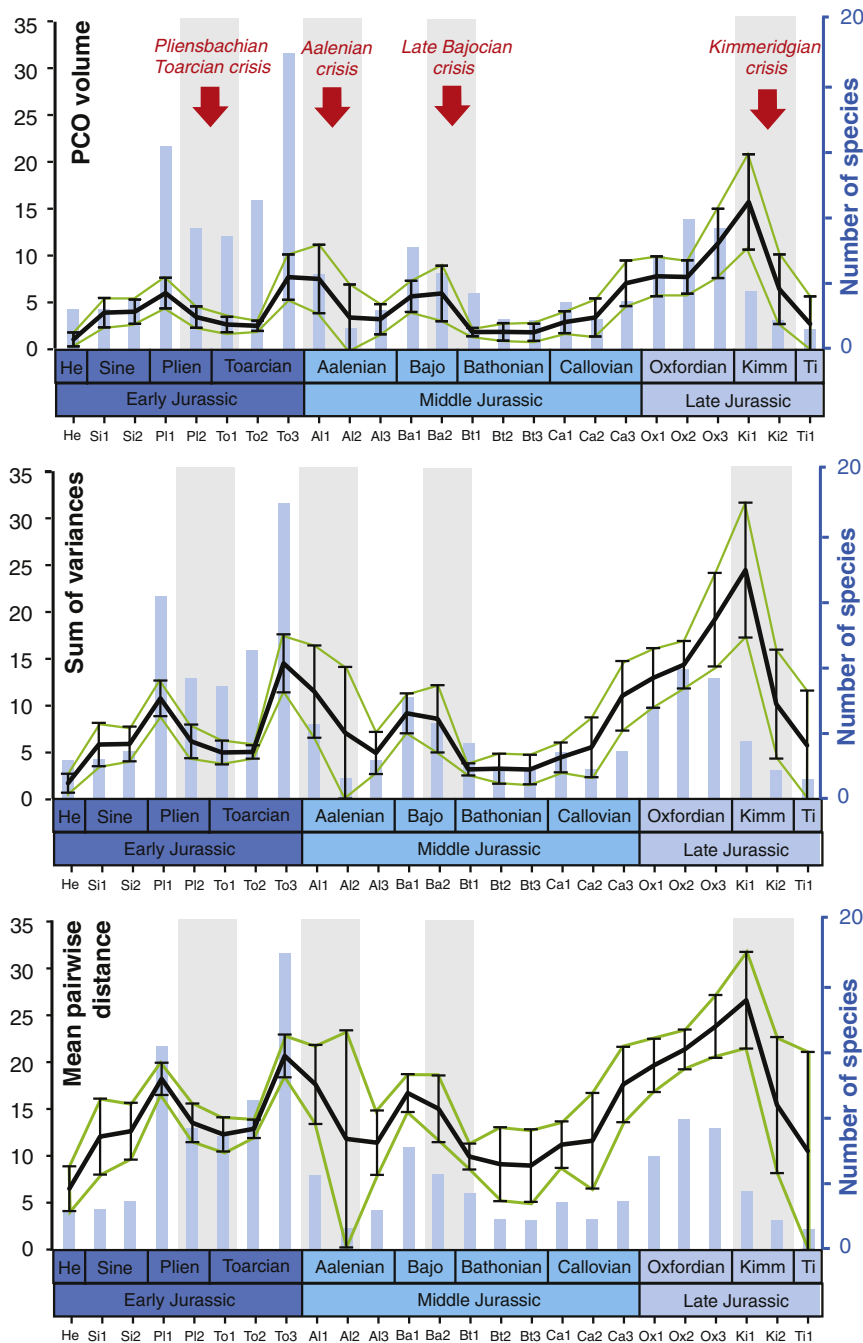 PCO volume
35
30
25
20
15
10
5
0
Pliensbachian
Toarcian crisis
Aalenian
crisis
Late Bajocian
crisis
Kimmeridgian
crisis
20
0
Number of species
He Sine Plien Toarcian Aalenian Bajo Bathonian Callovian Oxfordian Kimm Ti
Early Jurassic Middle Jurassic Late Jurassic
He Si1 Si2 Pl1 Pl2 To1 To2 To3 Al1 Al2 Al3 Ba1 Ba2 Bt1 Bt2 Bt3 Ca1 Ca2 Ca3 Ox1 Ox2 Ox3 Ki1 Ki2 Ti1
Sum of variances
35
30
25
20
15
10
5
0
20
0
Number of species
He Sine Plien Toarcian Aalenian Bajo Bathonian Callovian Oxfordian Kimm Ti
Early Jurassic Middle Jurassic Late Jurassic
He Si1 Si2 Pl1 Pl2 To1 To2 To3 Al1 Al2 Al3 Ba1 Ba2 Bt1 Bt2 Bt3 Ca1 Ca2 Ca3 Ox1 Ox2 Ox3 Ki1 Ki2 Ti1
Mean pairwise
distance
35
30
25
20
15
10
5
0
20
0
Number of species
He Sine Plien Toarcian Aalenian Bajo Bathonian Callovian Oxfordian Kimm Ti
Early Jurassic Middle Jurassic Late Jurassic
He Si1 Si2 Pl1 Pl2 To1 To2 To3 Al1 Al2 Al3 Ba1 Ba2 Bt1 Bt2 Bt3 Ca1 Ca2 Ca3 Ox1 Ox2 Ox3 Ki1 Ki2 Ti1